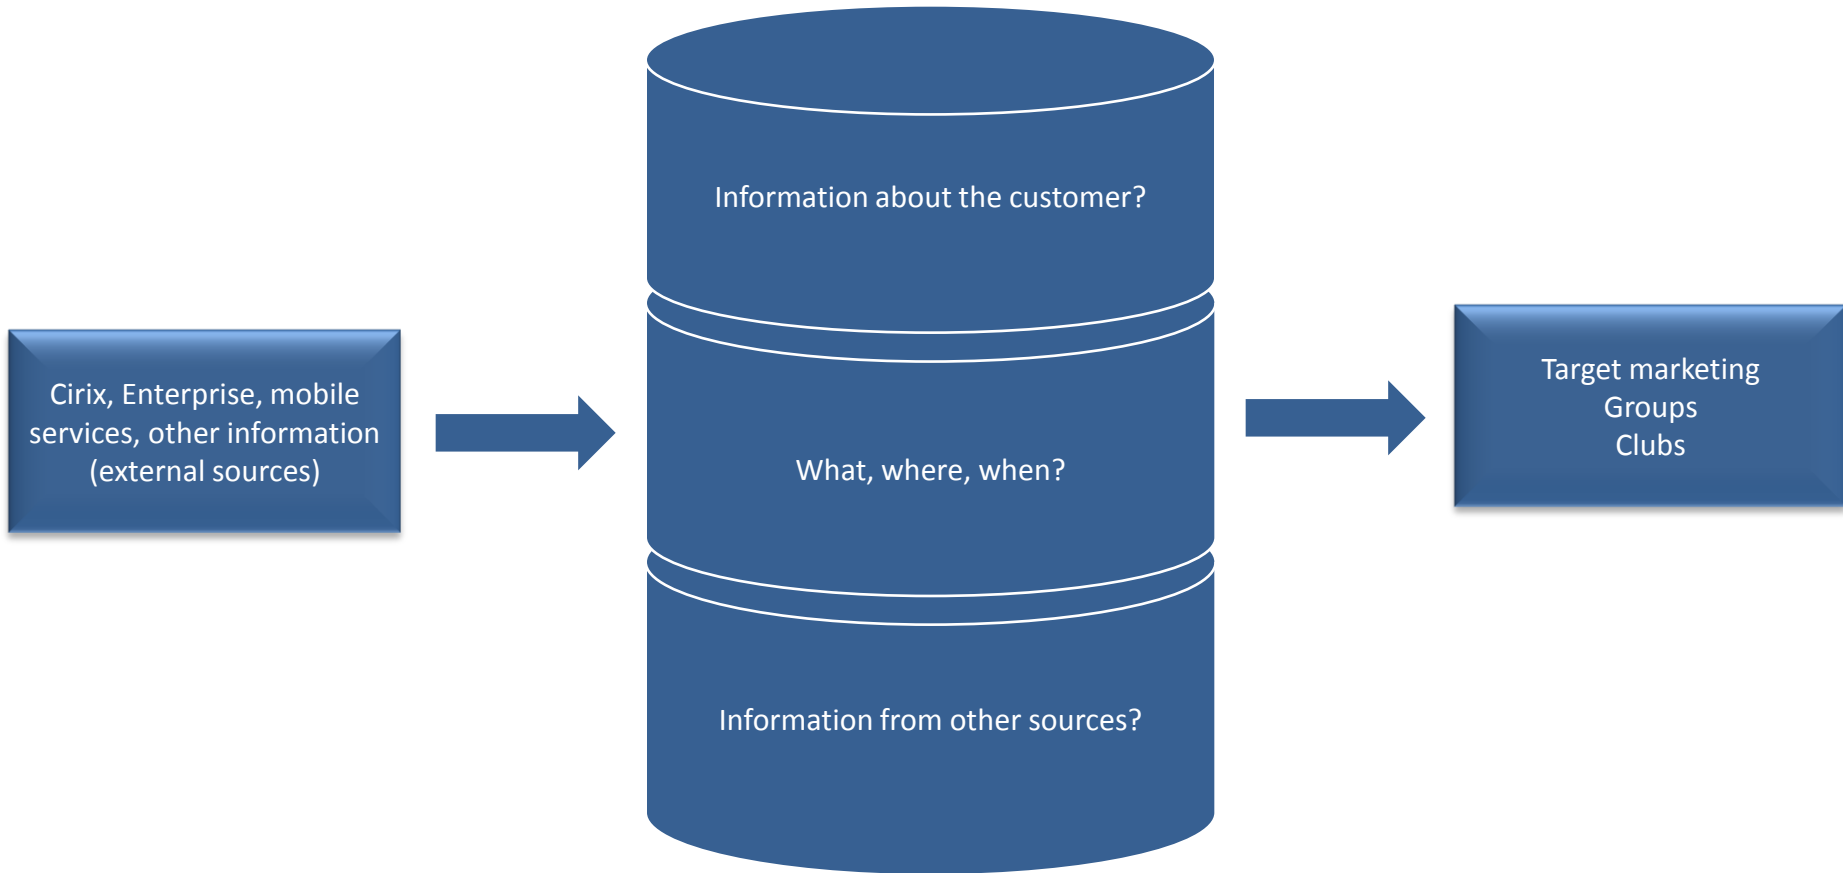 Information about the customer?
Cirix, Enterprise, mobile
services, other information
(external sources)
What, where, when?
Target marketing
Groups
Clubs
Information from other sources?